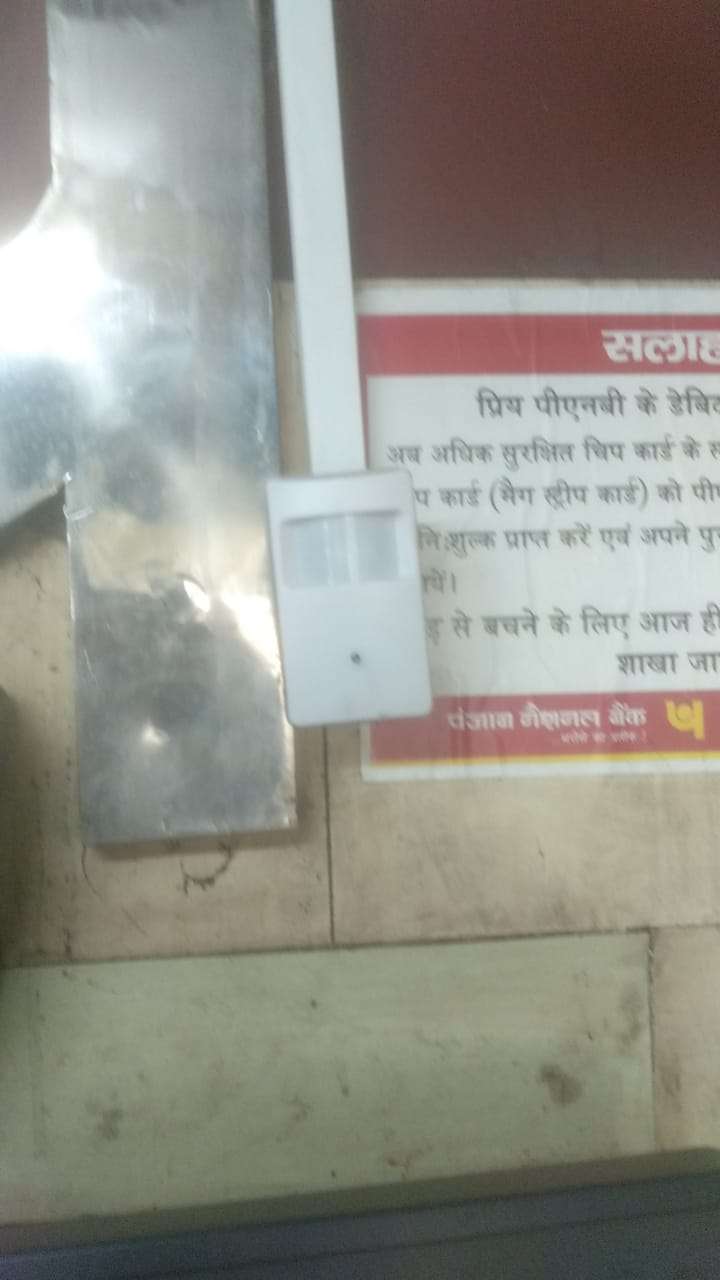 सलाह
प्रिय पीएनबी के डेबिट
अब अधिक सुरक्षित चिप कार्ड के
प कार्ड (मैग स्ट्रीप कार्ड) को पी
नि:शुल्क प्राप्त करें एवं अपने पु
से बचने के लिए आज ही
शाखा जा
पंजाब नैशनल बैंक